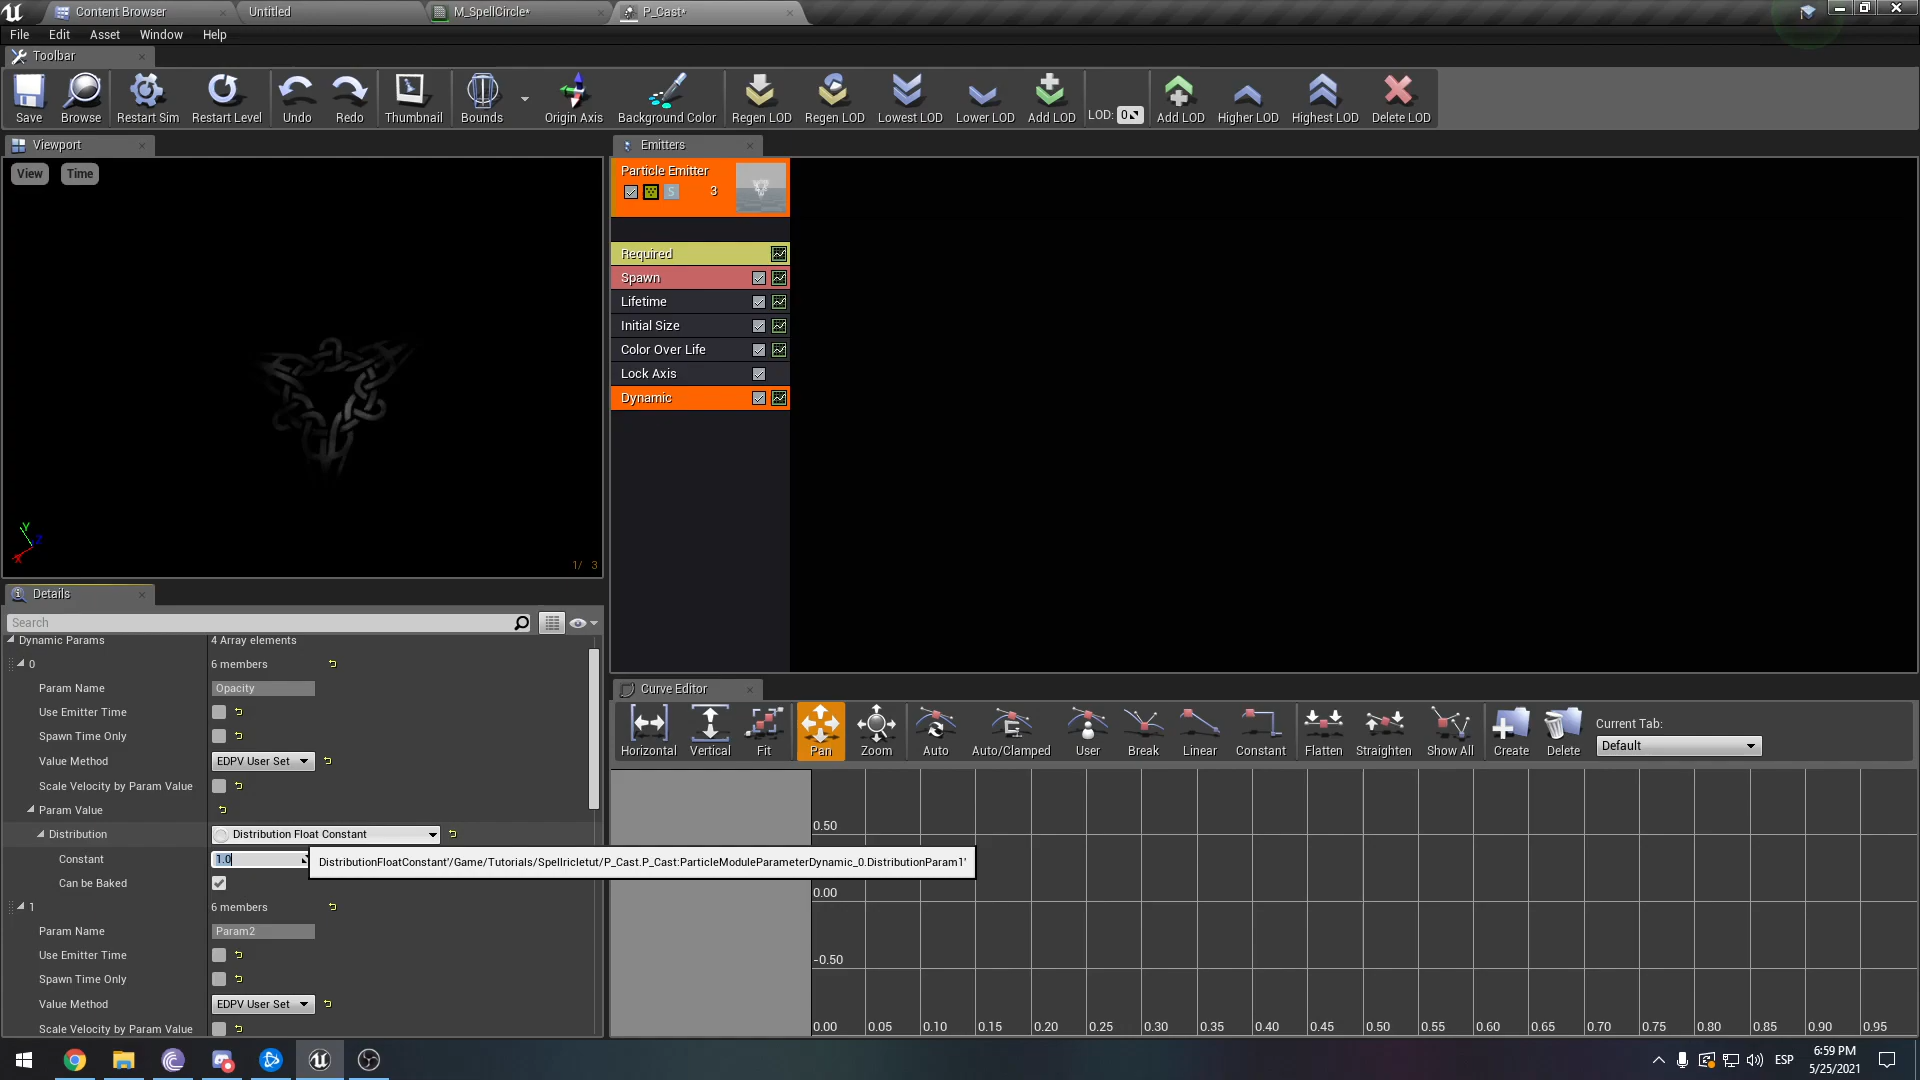 Content Browser
Untitled
M_SpellCircle*
P_Cast*
File Edit Asset Window Help
Toolbar
Save Browse Restart Sim Restart Level Undo Redo Thumbnail Bounds Origin Axis Background Color Regen LOD Regen LOD Lowest LOD Lower LOD Add LOD LOD: 0 Add LOD Higher LOD Highest LOD Delete LOD
Viewport
View Time
Y
Z
X
1/ 3
Emitters
Particle Emitter
S 3
Required
Spawn
Lifetime
Initial Size
Color Over Life
Lock Axis
Dynamic
Details
Search
Dynamic Params 4 Array elements
0 6 members
Param Name Opacity
Use Emitter Time
Spawn Time Only
Value Method EDPV User Set
Scale Velocity by Param Value
Param Value
Distribution Distribution Float Constant
Constant 1.0
DistributionFloatConstant'/Game/Tutorials/Spellricletut/P_Cast.P_Cast:ParticleModuleParameterDynamic_0.DistributionParam1'
Can be Baked
1 6 members
Param Name Param2
Use Emitter Time
Spawn Time Only
Value Method EDPV User Set
Scale Velocity by Param Value
Curve Editor
Horizontal Vertical Fit Pan Zoom Auto Auto/Clamped User Break Linear Constant Flatten Straighten Show All Create Delete
Current Tab:
Default
0.50
0.00
-0.50
0.00 0.05 0.10 0.15 0.20 0.25 0.30 0.35 0.40 0.45 0.50 0.55 0.60 0.65 0.70 0.75 0.80 0.85 0.90 0.95
ESP
6:59 PM
5/25/2021